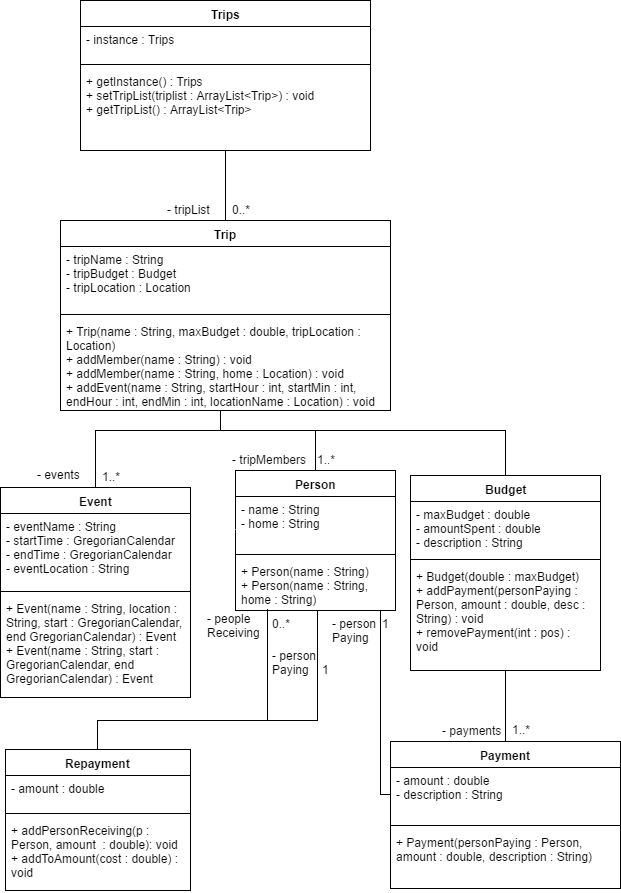 Trips
- instance : Trips
+ getInstance() : Trips
+ setTripList(triplist : ArrayList<Trip>) : void
+ getTripList() : ArrayList<Trip>
- tripList
0..*
Trip
- tripName : String
- tripBudget : Budget
- tripLocation : Location
+ Trip(name : String, maxBudget : double, tripLocation :
Location)
+ addMember(name : String) : void
+ addMember(name : String, home : Location) : void
+ addEvent(name : String, startHour : int, startMin : int,
endHour : int, endMin : int, locationName : Location) : void
- events
1..*
- tripMembers
1..*
Event
- eventName : String
- startTime : GregorianCalendar
- endTime : GregorianCalendar
- eventLocation : String
+ Event(name : String, location :
String, start : GregorianCalendar,
end GregorianCalendar) : Event
+ Event(name : String, start :
GregorianCalendar, end
GregorianCalendar) : Event
Person
- name : String
- home : String
+ Person(name : String)
+ Person(name : String,
home : String)
Budget
- maxBudget : double
- amountSpent : double
- description : String
+ Budget(double : maxBudget)
+ addPayment(personPaying :
Person, amount : double, desc :
String) : void
+ removePayment(int : pos) :
void
- people
Receiving
0..*
- person
Paying
1
- person
Paying
1
- payments
1..*
Repayment
- amount : double
+ addPersonReceiving(p :
Person, amount  : double): void
+ addToAmount(cost : double) :
void
Payment
- amount : double
- description : String
+ Payment(personPaying : Person,
amount : double, description : String)